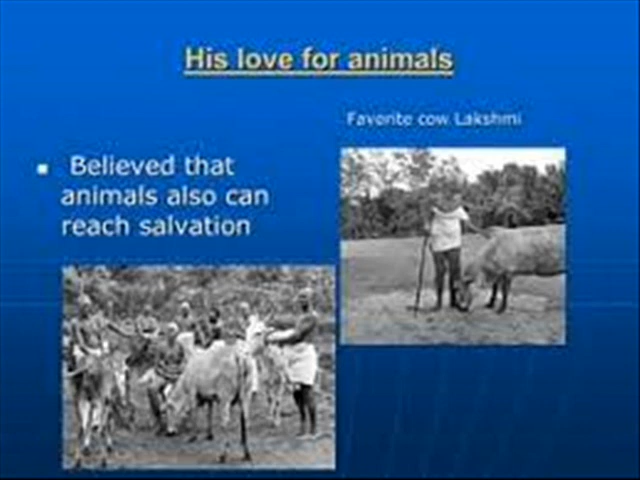 His love for animals
Favorite cow Lakshmi
Believed that
animals also can
reach salvation